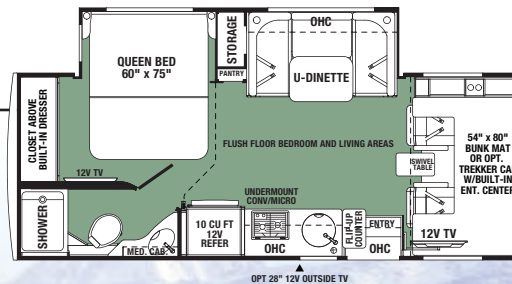 OHC
STORAGE
PANTRY
QUEEN BED
60" x 75"
U-DINETTE
CLOSET ABOVE
BUILT-IN DRESSER
FLUSH FLOOR BEDROOM AND LIVING AREAS
54" x 80"
BUNK MAT
OR OPT.
TREKKER CA
W/BUILT-IN
ENT. CENTER
SWIVEL
TABLE
12V TV
UNDERMOUNT
CONV/MICRO
SHOWER
MED. CAB.
10 CU FT
12V
REFER
OHC
FLIP-UP
COUNTER
ENTRY
OHC
12V TV
OPT 28" 12V OUTSIDE TV